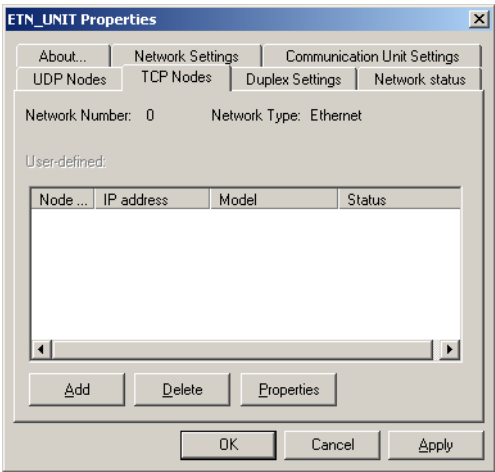 ETN_UNIT Properties
About... Network Settings Communication Unit Settings
UDP Nodes TCP Nodes Duplex Settings Network status
Network Number: 0 Network Type: Ethernet
User-defined:
Node ... IP address Model Status
Add Delete Properties
OK Cancel Apply